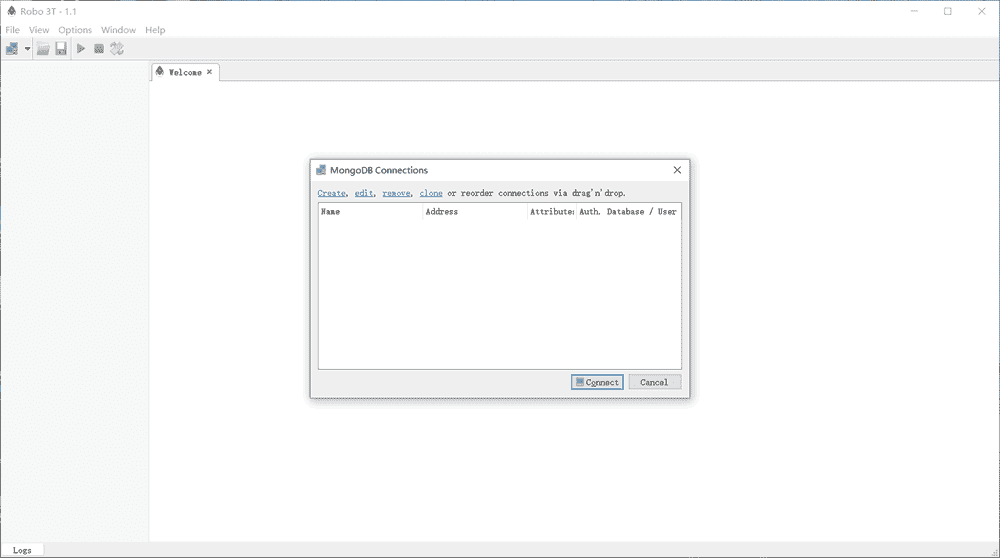 Robo 3T - 1.1
File View Options Window Help
Welcome
MongoDB Connections
Create, edit, remove, clone or reorder connections via drag'n'drop.
Name Address Attributes Auth. Database / User
Connect Cancel
Logs